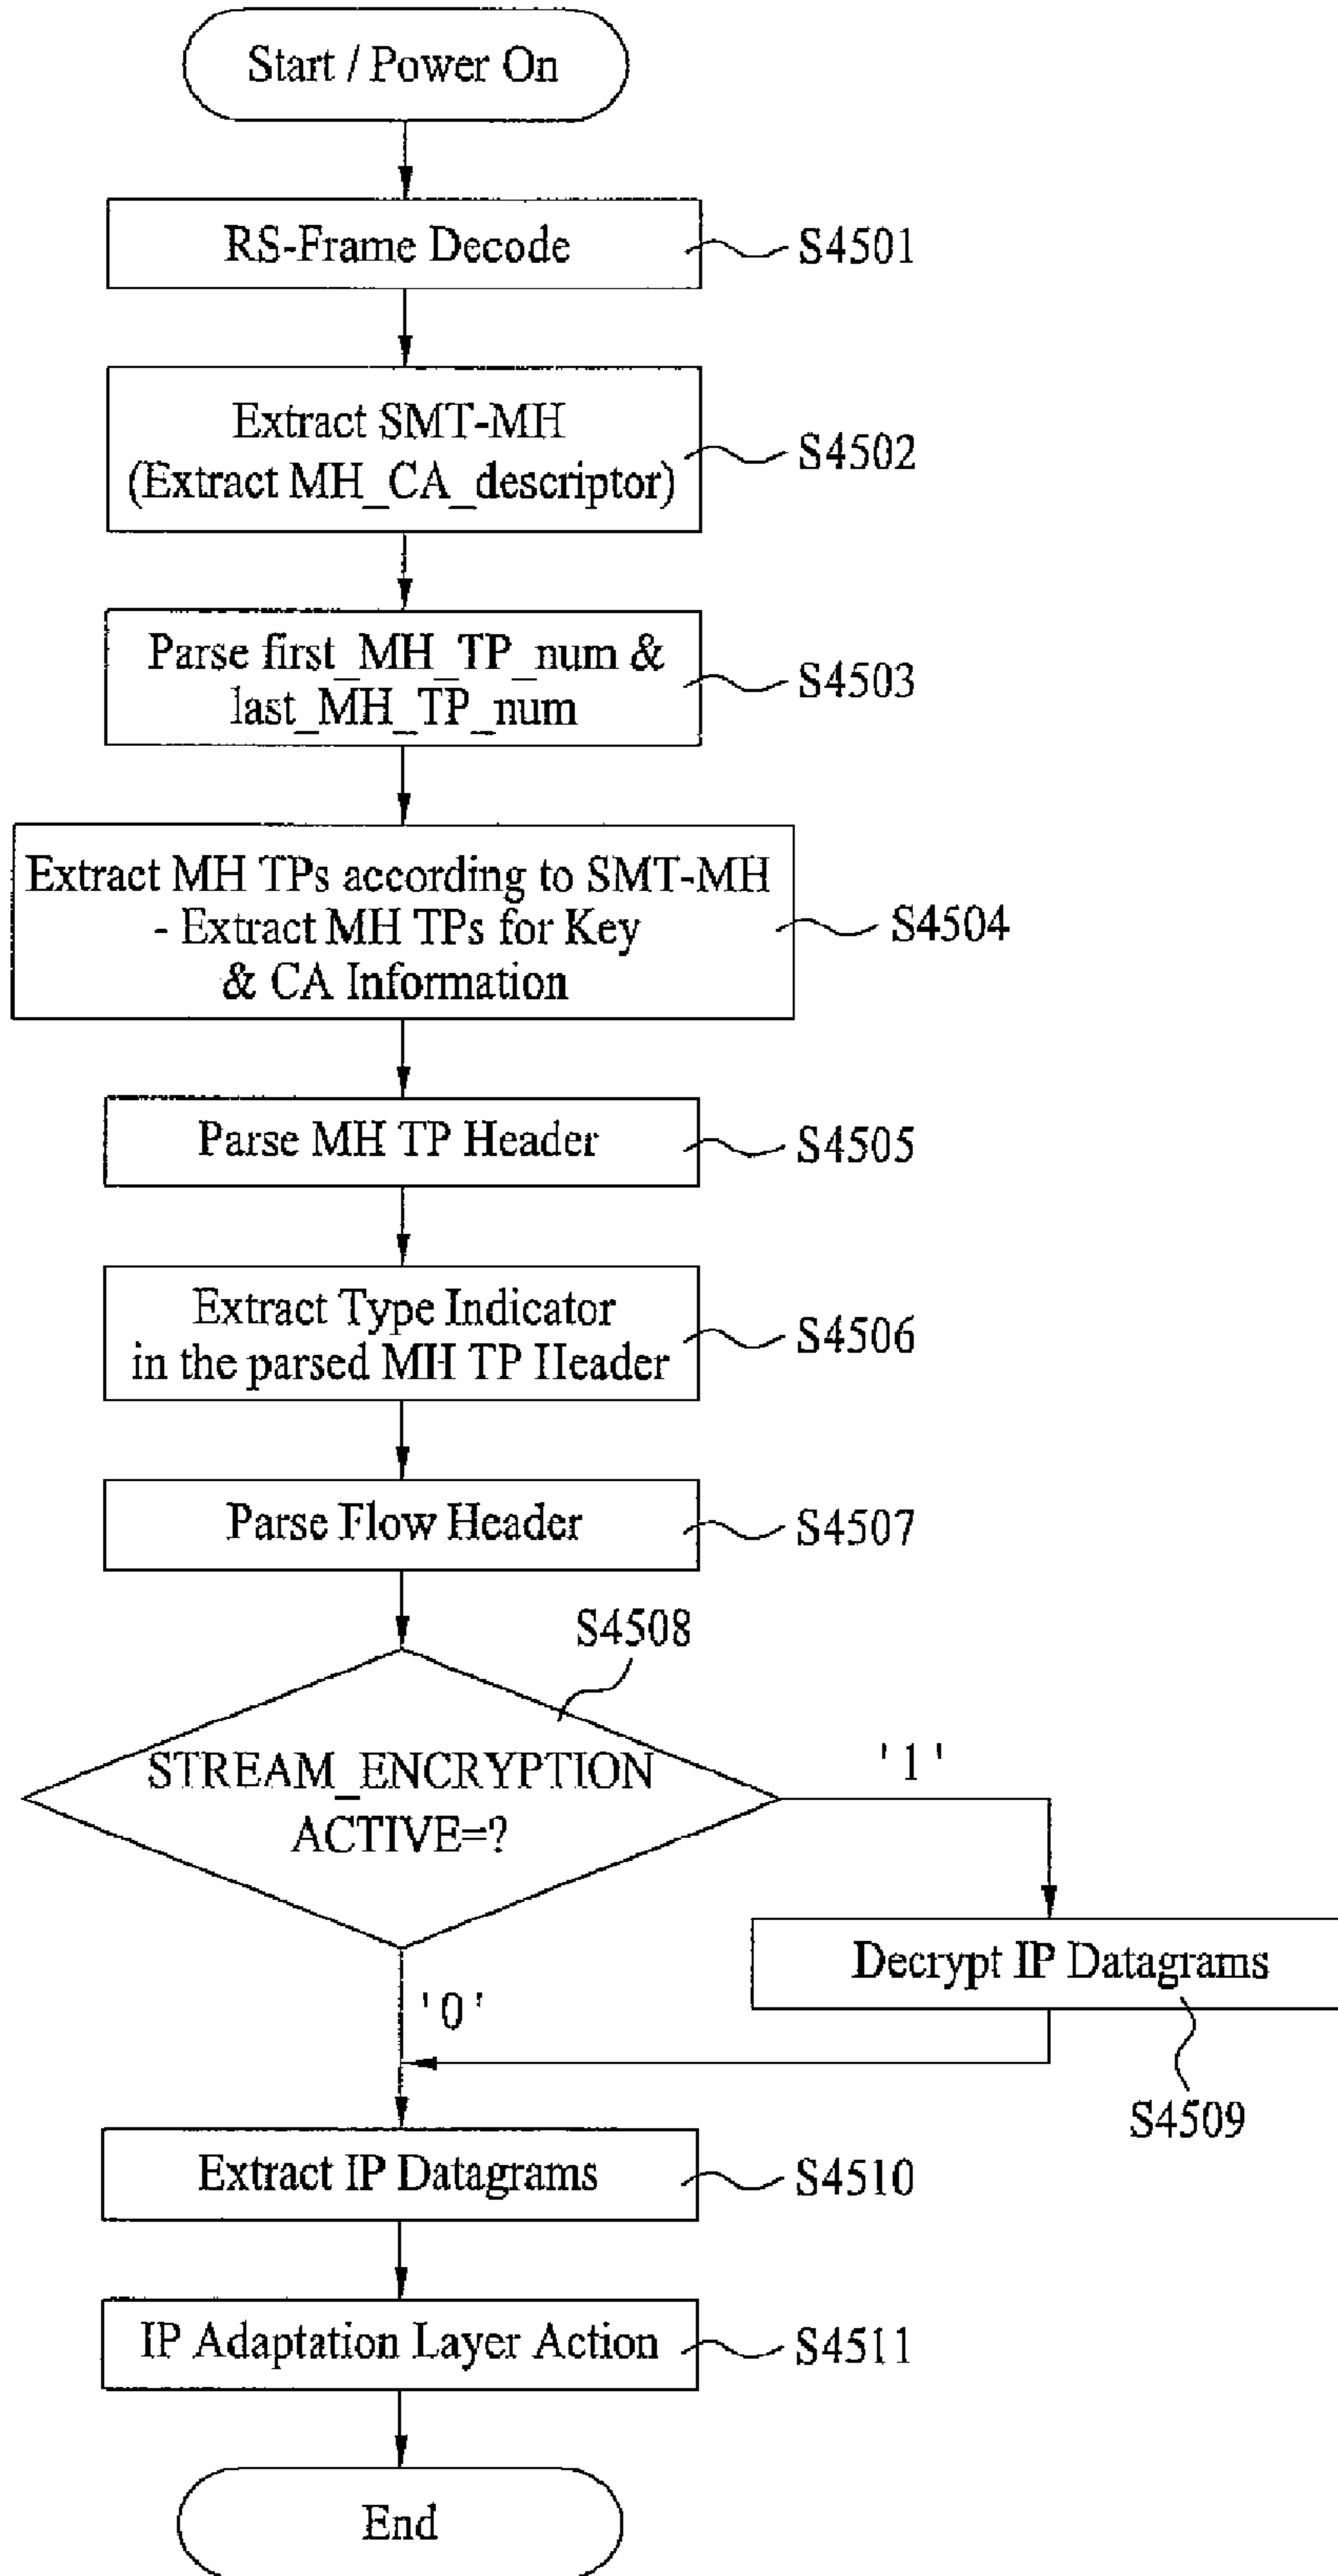 Start / Power On
RS-Frame Decode
S4501
Extract SMT-MH
(Extract MH_CA_descriptor)
S4502
Parse first_MH_TP_num &
last_MH_TP_num
S4503
Extract MH TPs according to SMT-MH
- Extract MH TPs for Key
& CA Information
S4504
Parse MH TP Header
S4505
Extract Type Indicator
in the parsed MH TP Header
S4506
Parse Flow Header
S4507
S4508
STREAM_ENCRYPTION
ACTIVE=?
'1'
Decrypt IP Datagrams
'0'
S4509
Extract IP Datagrams
S4510
IP Adaptation Layer Action
S4511
End